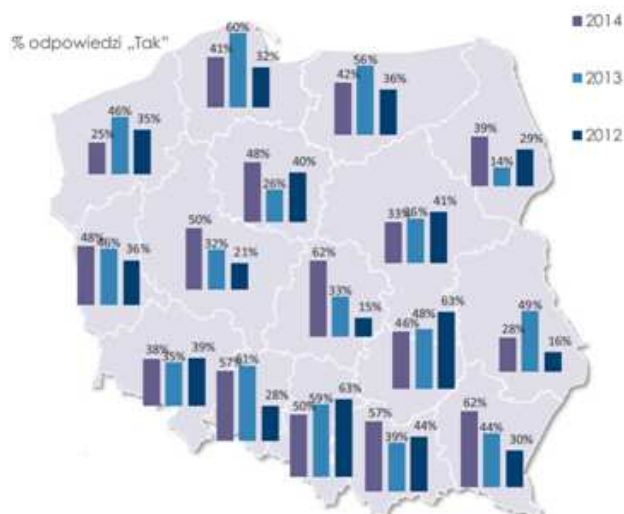 % odpowiedzi „Tak"
2014
2013
2012
41% 60% 32%
42% 56% 36%
25% 46% 35%
39% 14% 29%
48% 26% 40%
33% 36% 41%
48% 46% 36%
50% 32% 21%
62% 33% 15%
46% 48% 63%
28% 49% 16%
38% 35% 39%
57% 61% 28%
50% 59% 63%
57% 39% 44%
62% 44% 30%